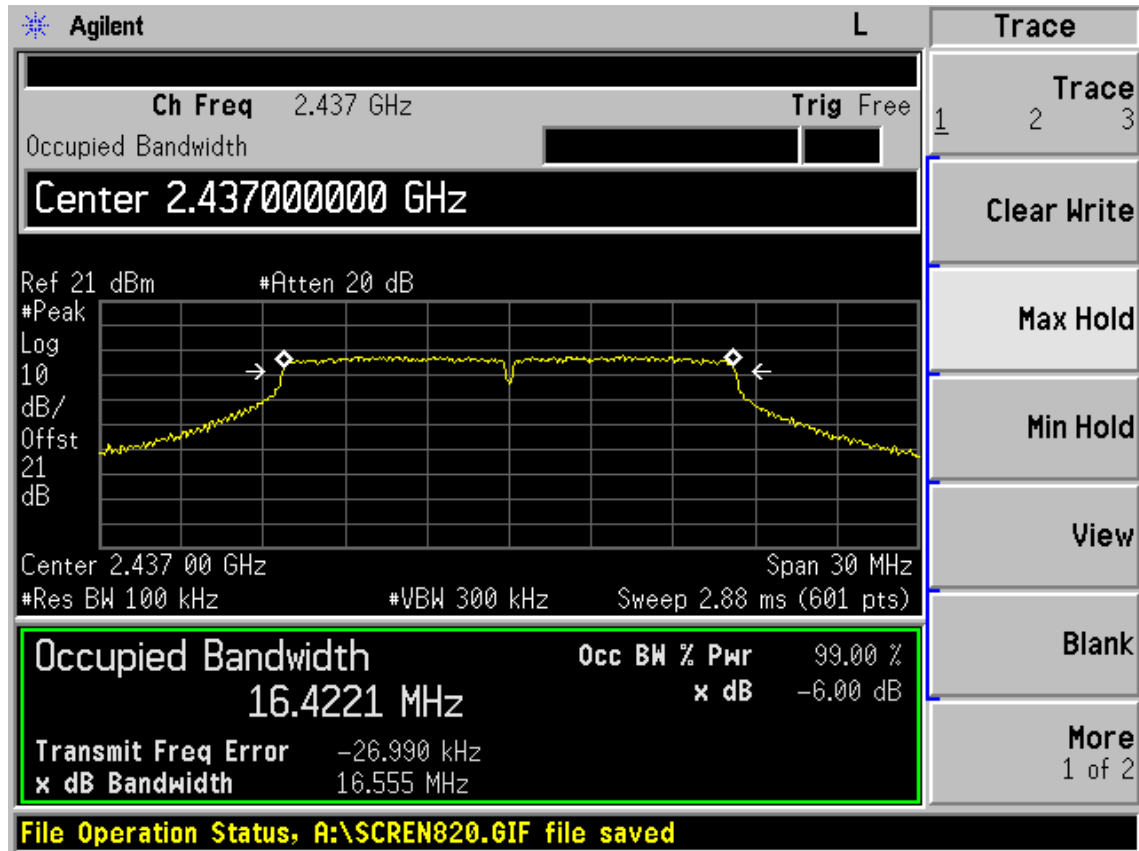 Agilent L
Trace
Ch Freq 2.437 GHz Trig Free
Occupied Bandwidth
Center 2.437000000 GHz
Ref 21 dBm #Atten 20 dB
#Peak
Log
10
dB/
Offst
21
dB
Center 2.437 00 GHz Span 30 MHz
#Res BW 100 kHz #VBW 300 kHz Sweep 2.88 ms (601 pts)
Occupied Bandwidth
16.4221 MHz
Occ BW % Pwr 99.00 %
x dB -6.00 dB
Transmit Freq Error -26.990 kHz
x dB Bandwidth 16.555 MHz
File Operation Status, A:\SCREN820.GIF file saved
Trace
1 2 3
Clear Write
Max Hold
Min Hold
View
Blank
More
1 of 2